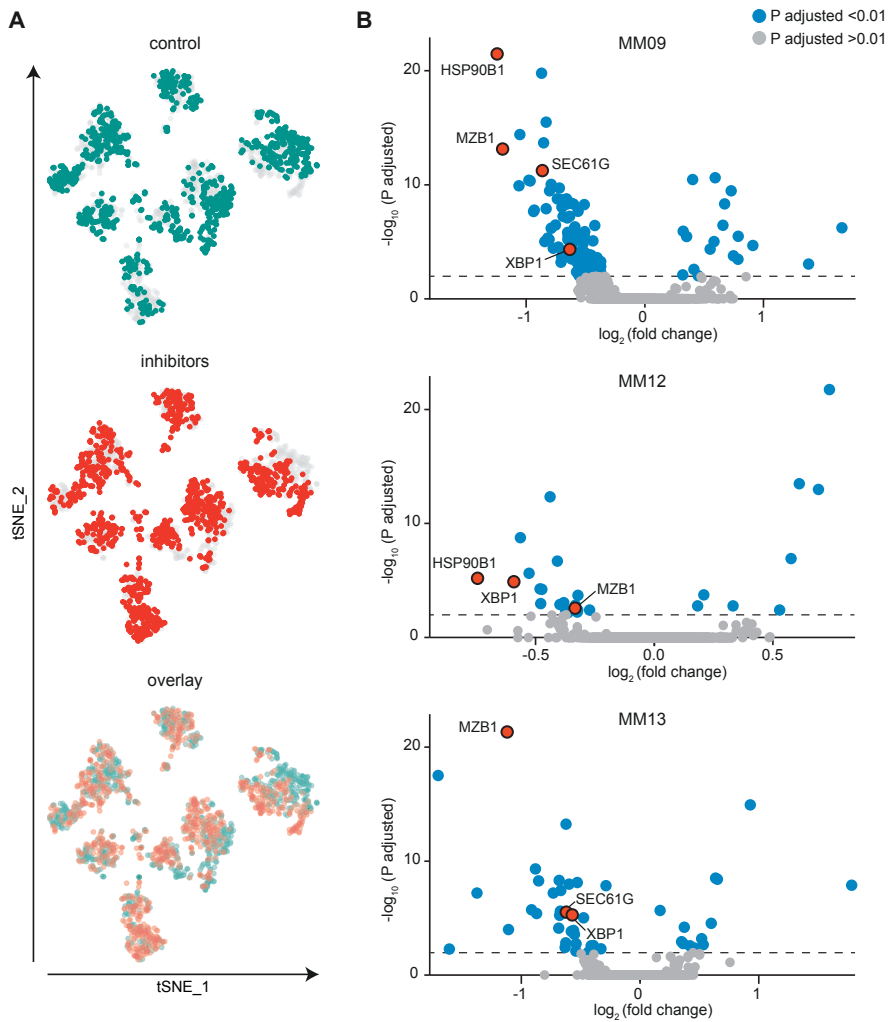 A
control
inhibitors
overlay
tSNE_2
tSNE_1
B
P adjusted <0.01
P adjusted >0.01
MM09
-log10 (P adjusted)
20
10
0
HSP90B1
MZB1
SEC61G
XBP1
-1
0
1
log2 (fold change)
MM12
-log10 (P adjusted)
20
10
0
HSP90B1
XBP1
MZB1
-0.5
0.0
0.5
log2 (fold change)
MM13
-log10 (P adjusted)
20
10
0
MZB1
SEC61G
XBP1
-1
0
1
log2 (fold change)